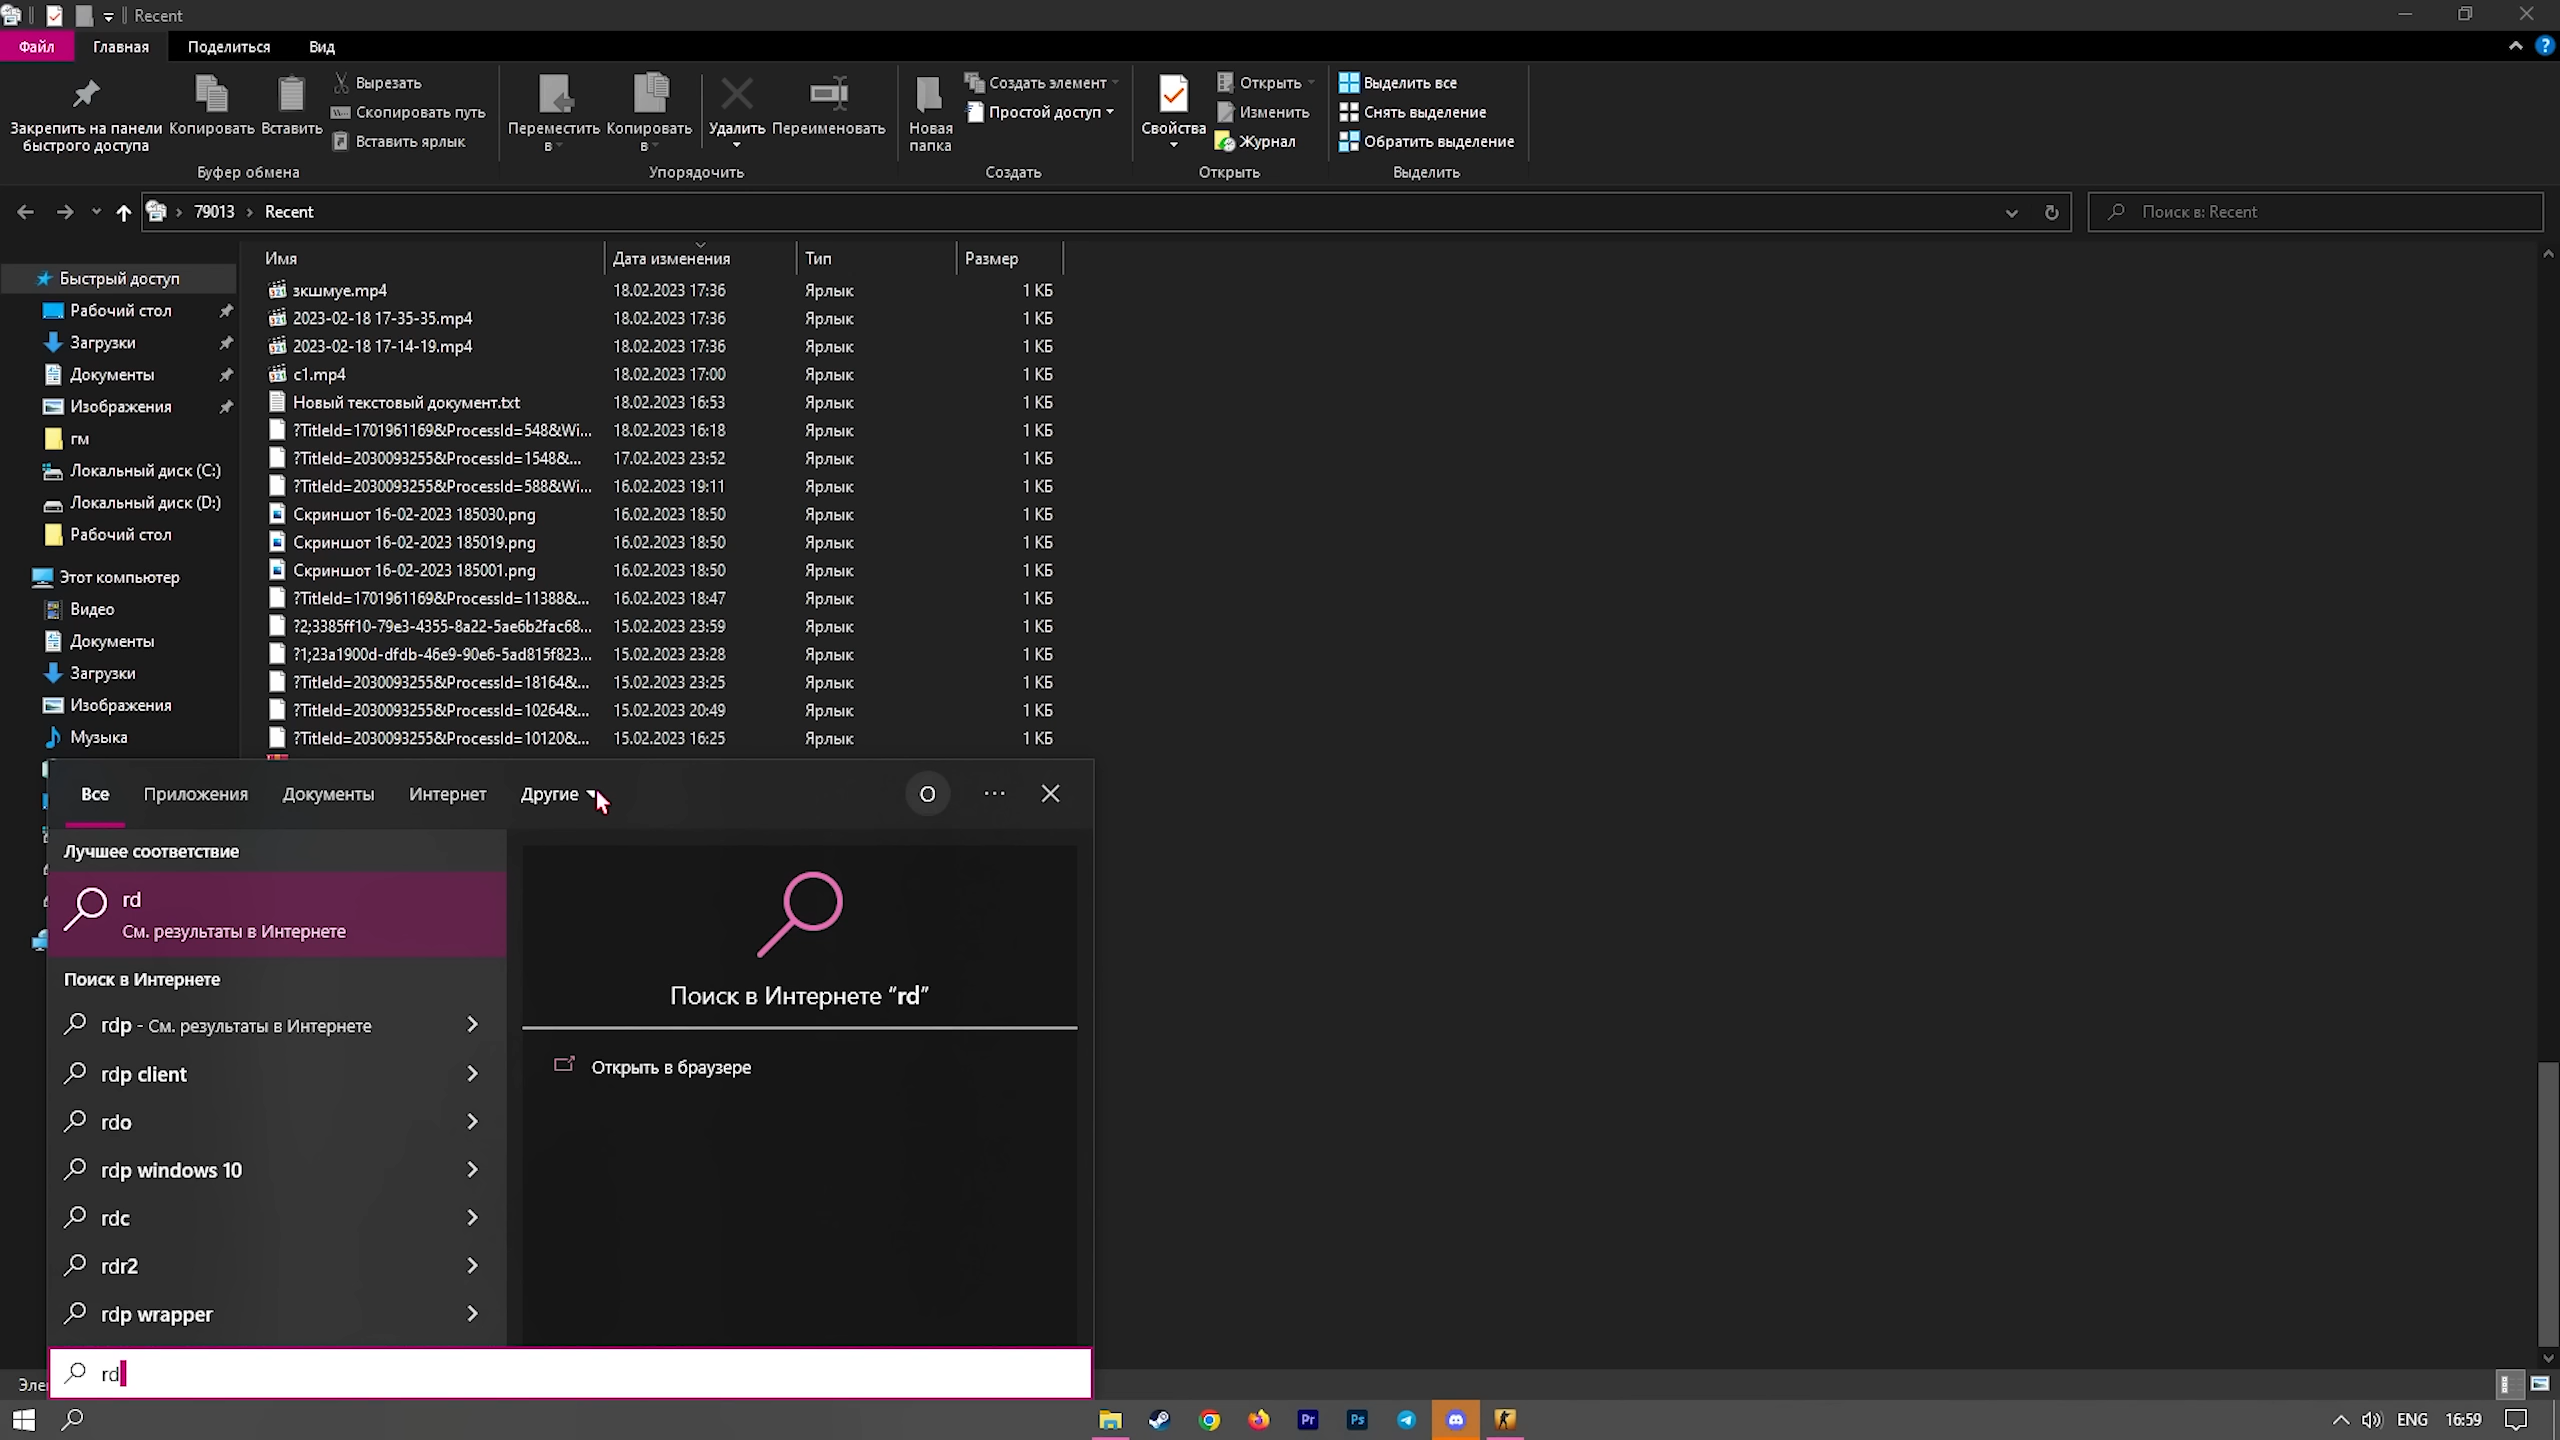 Recent
Файл Главная Поделиться Вид
Закрепить на панели быстрого доступа
Копировать
Вставить
Вырезать
Скопировать путь
Вставить ярлык
Буфер обмена
Переместить в
Копировать в
Удалить
Переименовать
Упорядочить
Новая папка
Создать элемент
Простой доступ
Создать
Свойства
Открыть
Изменить
Журнал
Открыть
Выделить все
Снять выделение
Обратить выделение
Выделить
79013 › Recent
Поиск в: Recent
Быстрый доступ
Рабочий стол
Загрузки
Документы
Изображения
гм
Локальный диск (C:)
Локальный диск (D:)
Рабочий стол
Этот компьютер
Видео
Документы
Загрузки
Изображения
Музыка
Имя Дата изменения Тип Размер
зкшмуе.mp4 18.02.2023 17:36 Ярлык 1 КБ
2023-02-18 17-35-35.mp4 18.02.2023 17:36 Ярлык 1 КБ
2023-02-18 17-14-19.mp4 18.02.2023 17:36 Ярлык 1 КБ
c1.mp4 18.02.2023 17:00 Ярлык 1 КБ
Новый текстовый документ.txt 18.02.2023 16:53 Ярлык 1 КБ
?TitleId=1701961169&ProcessId=548&Wi... 18.02.2023 16:18 Ярлык 1 КБ
?TitleId=2030093255&ProcessId=1548&... 17.02.2023 23:52 Ярлык 1 КБ
?TitleId=2030093255&ProcessId=588&Wi... 16.02.2023 19:11 Ярлык 1 КБ
Скриншот 16-02-2023 185030.png 16.02.2023 18:50 Ярлык 1 КБ
Скриншот 16-02-2023 185019.png 16.02.2023 18:50 Ярлык 1 КБ
Скриншот 16-02-2023 185001.png 16.02.2023 18:50 Ярлык 1 КБ
?TitleId=1701961169&ProcessId=11388&... 16.02.2023 18:47 Ярлык 1 КБ
?2;3385ff10-79e3-4355-8a22-5ae6b2fac68... 15.02.2023 23:59 Ярлык 1 КБ
?1;23a1900d-dfdb-46e9-90e6-5ad815f823... 15.02.2023 23:28 Ярлык 1 КБ
?TitleId=2030093255&ProcessId=18164&... 15.02.2023 23:25 Ярлык 1 КБ
?TitleId=2030093255&ProcessId=10264&... 15.02.2023 20:49 Ярлык 1 КБ
?TitleId=2030093255&ProcessId=10120&... 15.02.2023 16:25 Ярлык 1 КБ
Все Приложения Документы Интернет Другие O ···
Лучшее соответствие
rd
См. результаты в Интернете
Поиск в Интернете
rdp - См. результаты в Интернете
rdp client
rdo
rdp windows 10
rdc
rdr2
rdp wrapper
Поиск в Интернете “rd”
Открыть в браузере
rd
Эле
Pr Ps
ENG 16:59